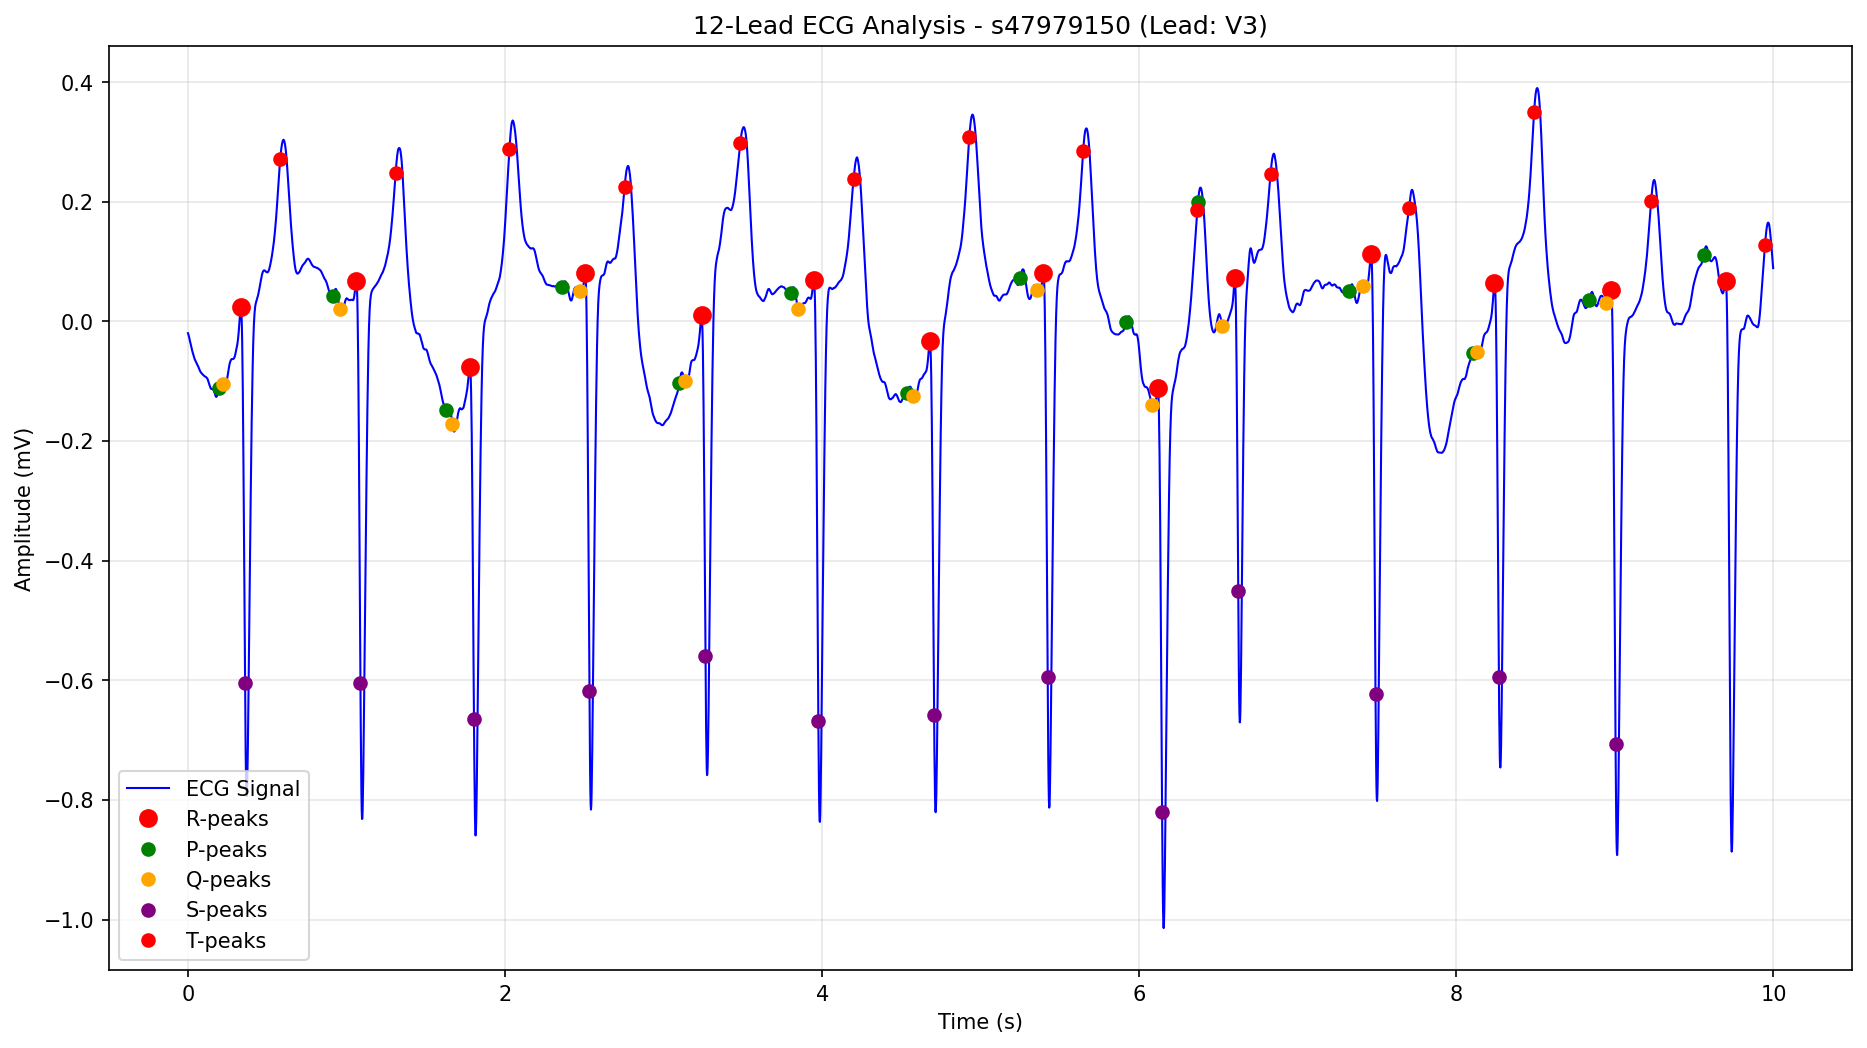 12-Lead ECG Analysis - s47979150 (Lead: V3)
0.4
0.2
0.0
−0.2
−0.4
−0.6
−0.8
−1.0
Amplitude (mV)
ECG Signal
R-peaks
P-peaks
Q-peaks
S-peaks
T-peaks
0 2 4 6 8 10
Time (s)